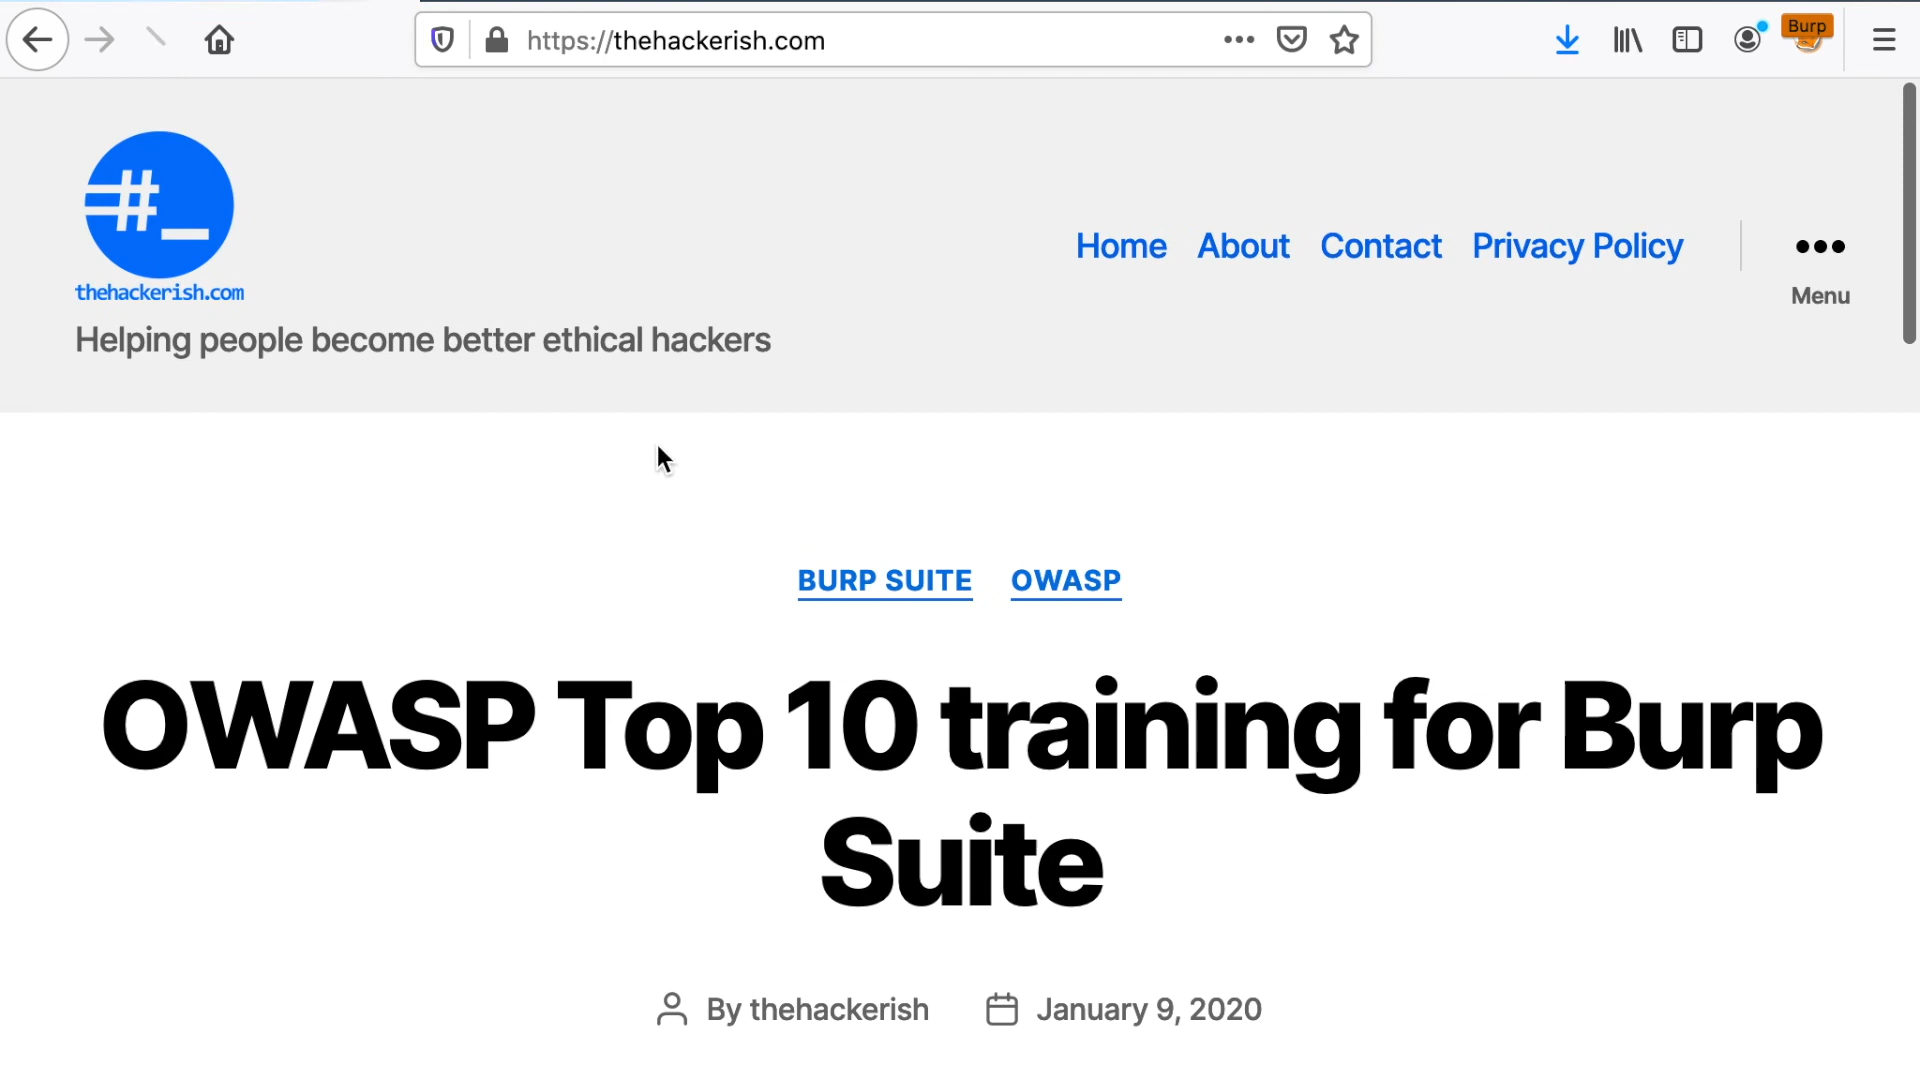 https://thehackerish.com
Burp
#_
thehackerish.com
Helping people become better ethical hackers
Home About Contact Privacy Policy
Menu
BURP SUITE OWASP
OWASP Top 10 training for Burp
Suite
By thehackerish January 9, 2020